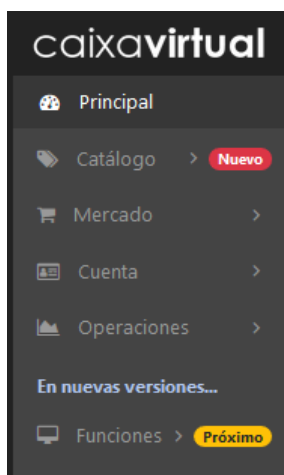 caixavirtual
Principal
Catálogo > Nuevo
Mercado >
Cuenta >
Operaciones >
En nuevas versiones...
Funciones > Próximo